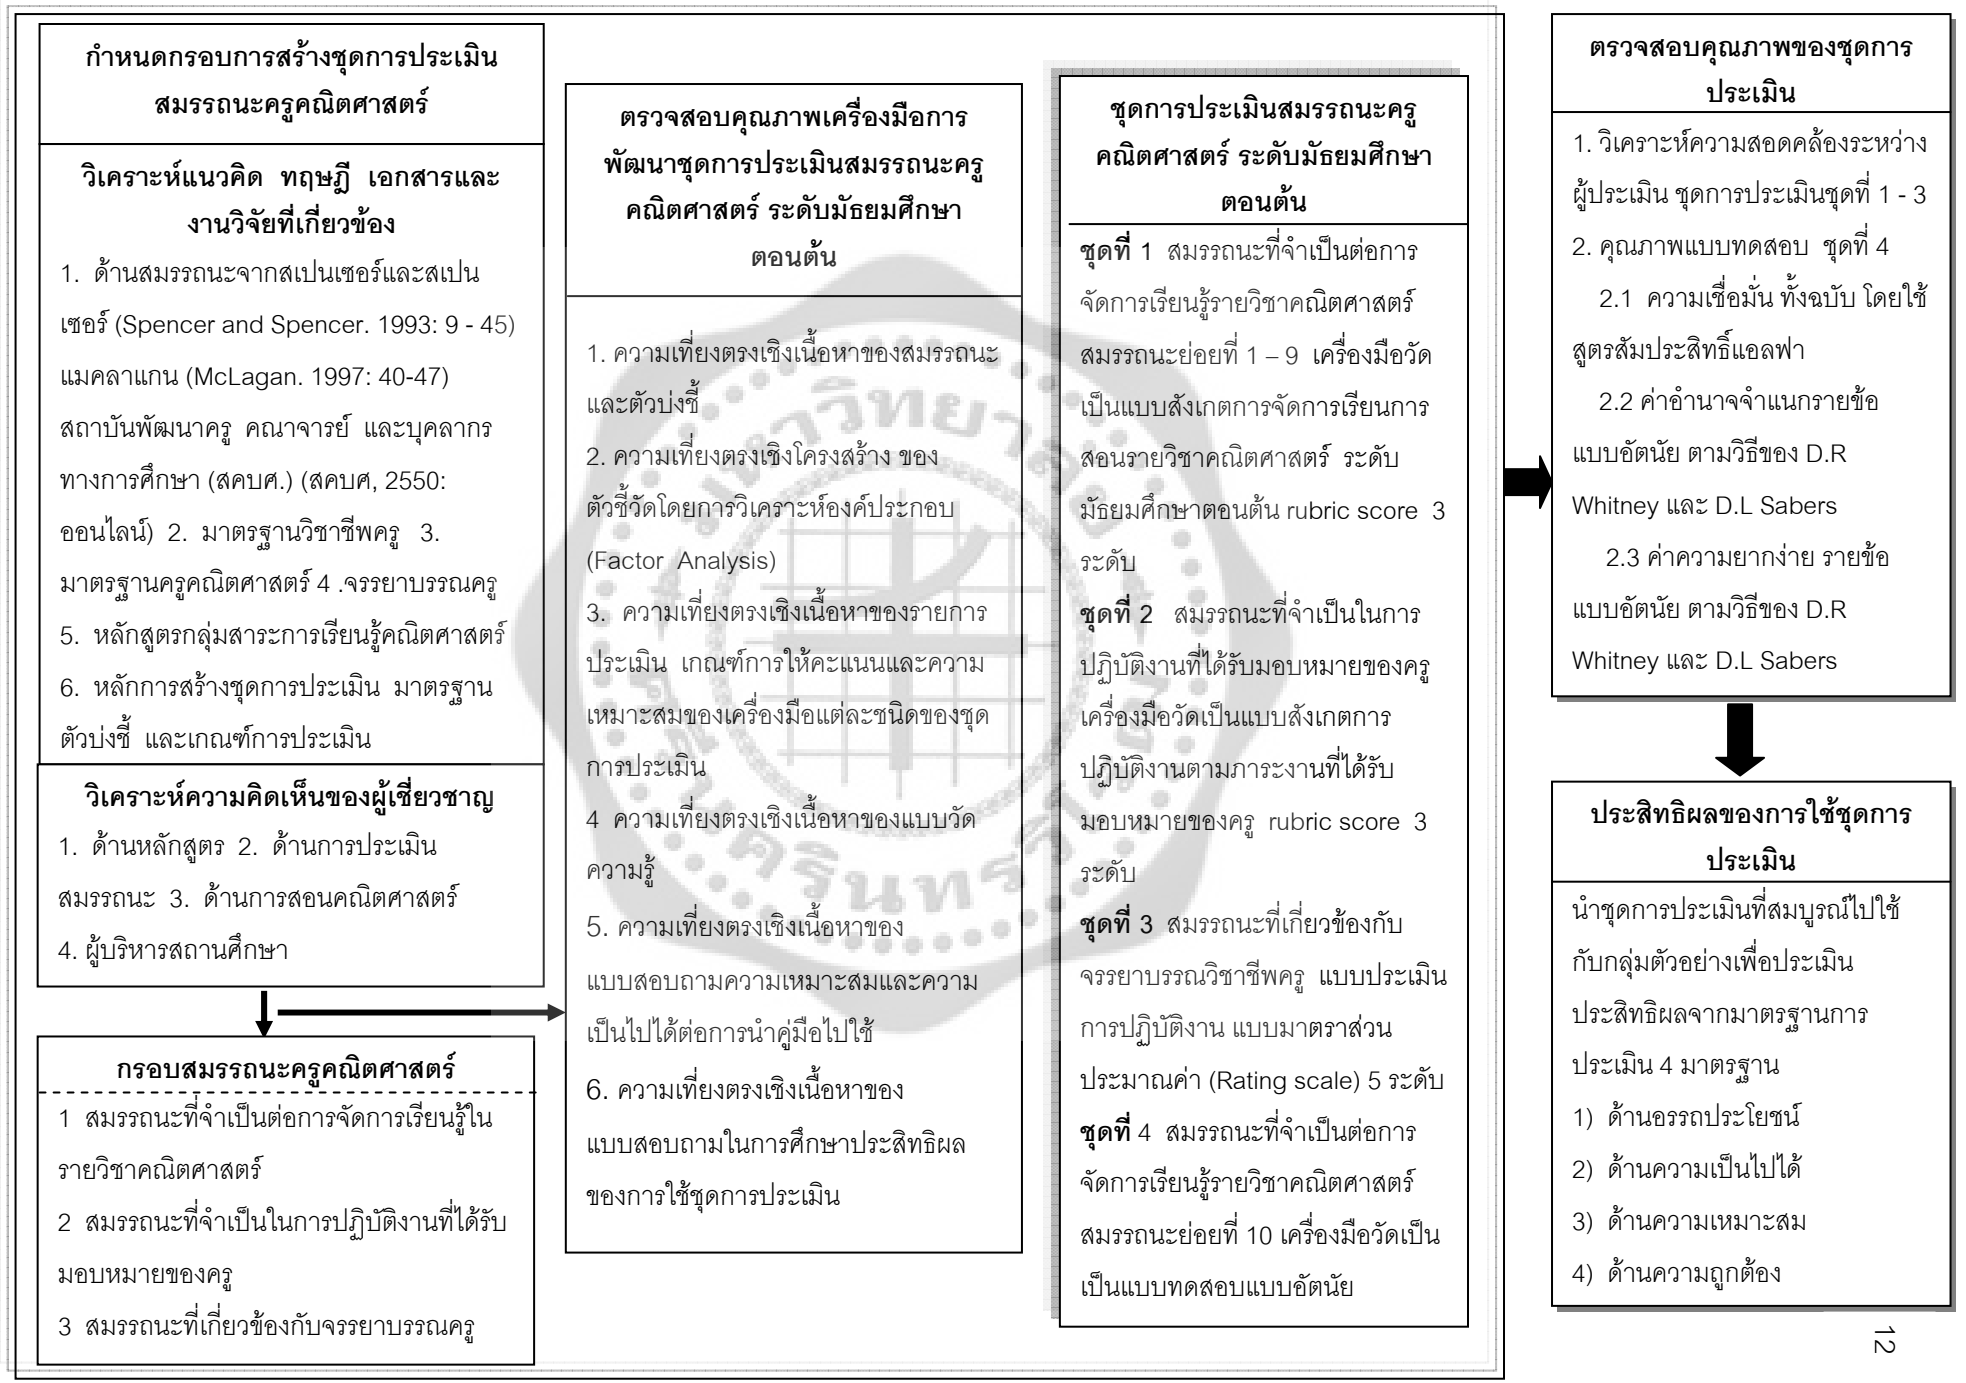 กำหนดกรอบการสร้างชุดการประเมิน
สมรรถนะครูคณิตศาสตร์
วิเคราะห์แนวคิด ทฤษฎี เอกสารและ
งานวิจัยที่เกี่ยวข้อง
1. ด้านสมรรถนะจากสเปนเซอร์และสเปน
เซอร์ (Spencer and Spencer. 1993: 9 - 45)
แมคลาแกน (McLagan. 1997: 40-47)
สถาบันพัฒนาครู คณาจารย์ และบุคลากร
ทางการศึกษา (สคบศ.) (สคบศ, 2550:
ออนไลน์) 2. มาตรฐานวิชาชีพครู 3.
มาตรฐานครูคณิตศาสตร์ 4 .จรรยาบรรณครู
5. หลักสูตรกลุ่มสาระการเรียนรู้คณิตศาสตร์
6. หลักการสร้างชุดการประเมิน มาตรฐาน
ตัวบ่งชี้ และเกณฑ์การประเมิน
วิเคราะห์ความคิดเห็นของผู้เชี่ยวชาญ
1. ด้านหลักสูตร 2. ด้านการประเมิน
สมรรถนะ 3. ด้านการสอนคณิตศาสตร์
4. ผู้บริหารสถานศึกษา
กรอบสมรรถนะครูคณิตศาสตร์
1 สมรรถนะที่จำเป็นต่อการจัดการเรียนรู้ใน
รายวิชาคณิตศาสตร์
2 สมรรถนะที่จำเป็นในการปฏิบัติงานที่ได้รับ
มอบหมายของครู
3 สมรรถนะที่เกี่ยวข้องกับจรรยาบรรณครู
ตรวจสอบคุณภาพเครื่องมือการ
พัฒนาชุดการประเมินสมรรถนะครู
คณิตศาสตร์ ระดับมัธยมศึกษา
ตอนต้น
1. ความเที่ยงตรงเชิงเนื้อหาของสมรรถนะ
และตัวบ่งชี้
2. ความเที่ยงตรงเชิงโครงสร้าง ของ
ตัวชี้วัดโดยการวิเคราะห์องค์ประกอบ
(Factor Analysis)
3. ความเที่ยงตรงเชิงเนื้อหาของรายการ
ประเมิน เกณฑ์การให้คะแนนและความ
เหมาะสมของเครื่องมือแต่ละชนิดของชุด
การประเมิน
4 ความเที่ยงตรงเชิงเนื้อหาของแบบวัด
ความรู้
5. ความเที่ยงตรงเชิงเนื้อหาของ
แบบสอบถามความเหมาะสมและความ
เป็นไปได้ต่อการนำคู่มือไปใช้
6. ความเที่ยงตรงเชิงเนื้อหาของ
แบบสอบถามในการศึกษาประสิทธิผล
ของการใช้ชุดการประเมิน
ชุดการประเมินสมรรถนะครู
คณิตศาสตร์ ระดับมัธยมศึกษา
ตอนต้น
ชุดที่ 1 สมรรถนะที่จำเป็นต่อการ
จัดการเรียนรู้รายวิชาคณิตศาสตร์
สมรรถนะย่อยที่ 1 – 9 เครื่องมือวัด
เป็นแบบสังเกตการจัดการเรียนการ
สอนรายวิชาคณิตศาสตร์ ระดับ
มัธยมศึกษาตอนต้น rubric score 3
ระดับ
ชุดที่ 2 สมรรถนะที่จำเป็นในการ
ปฏิบัติงานที่ได้รับมอบหมายของครู
เครื่องมือวัดเป็นแบบสังเกตการ
ปฏิบัติงานตามภาระงานที่ได้รับ
มอบหมายของครู rubric score 3
ระดับ
ชุดที่ 3 สมรรถนะที่เกี่ยวข้องกับ
จรรยาบรรณวิชาชีพครู แบบประเมิน
การปฏิบัติงาน แบบมาตราส่วน
ประมาณค่า (Rating scale) 5 ระดับ
ชุดที่ 4 สมรรถนะที่จำเป็นต่อการ
จัดการเรียนรู้รายวิชาคณิตศาสตร์
สมรรถนะย่อยที่ 10 เครื่องมือวัดเป็น
เป็นแบบทดสอบแบบอัตนัย
ตรวจสอบคุณภาพของชุดการ
ประเมิน
1. วิเคราะห์ความสอดคล้องระหว่าง
ผู้ประเมิน ชุดการประเมินชุดที่ 1 - 3
2. คุณภาพแบบทดสอบ ชุดที่ 4
2.1 ความเชื่อมั่น ทั้งฉบับ โดยใช้
สูตรสัมประสิทธิ์แอลฟา
2.2 ค่าอำนาจจำแนกรายข้อ
แบบอัตนัย ตามวิธีของ D.R
Whitney และ D.L Sabers
2.3 ค่าความยากง่าย รายข้อ
แบบอัตนัย ตามวิธีของ D.R
Whitney และ D.L Sabers
ประสิทธิผลของการใช้ชุดการ
ประเมิน
นำชุดการประเมินที่สมบูรณ์ไปใช้
กับกลุ่มตัวอย่างเพื่อประเมิน
ประสิทธิผลจากมาตรฐานการ
ประเมิน 4 มาตรฐาน
1) ด้านอรรถประโยชน์
2) ด้านความเป็นไปได้
3) ด้านความเหมาะสม
4) ด้านความถูกต้อง
12
มหาวิทยาลัย
ศรีนครินทรวิโรฒ